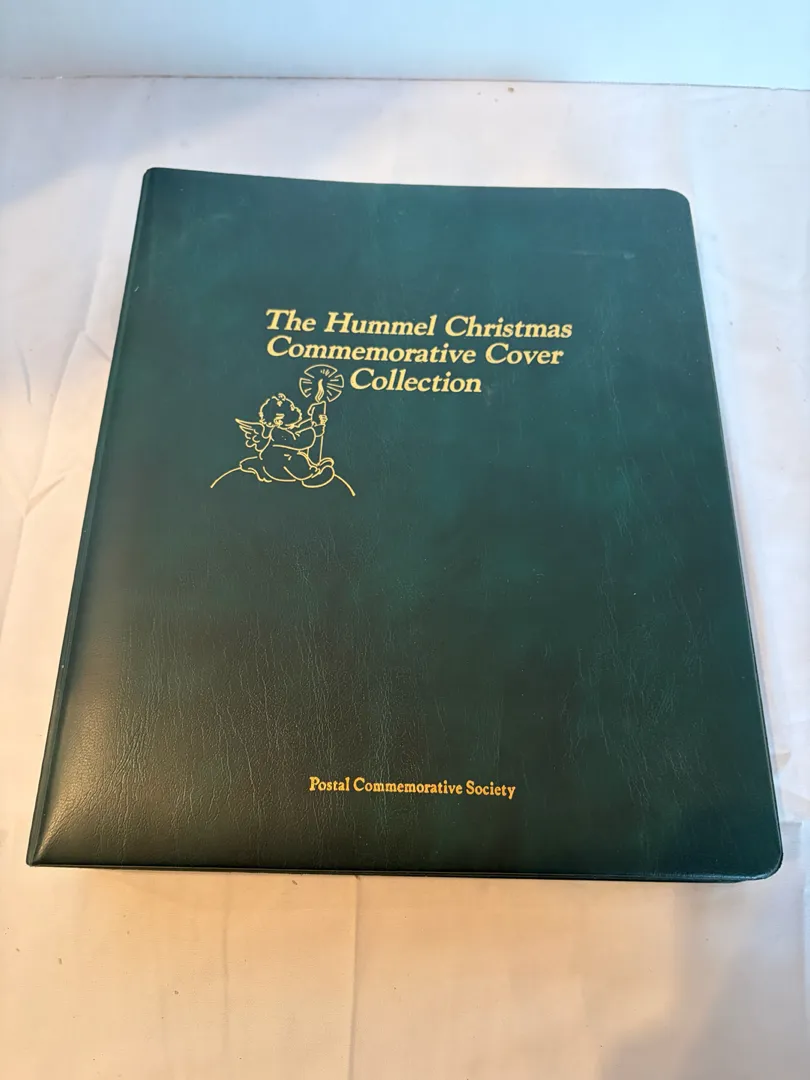 The Hummel Christmas
Commemorative Cover
Collection
Postal Commemorative Society